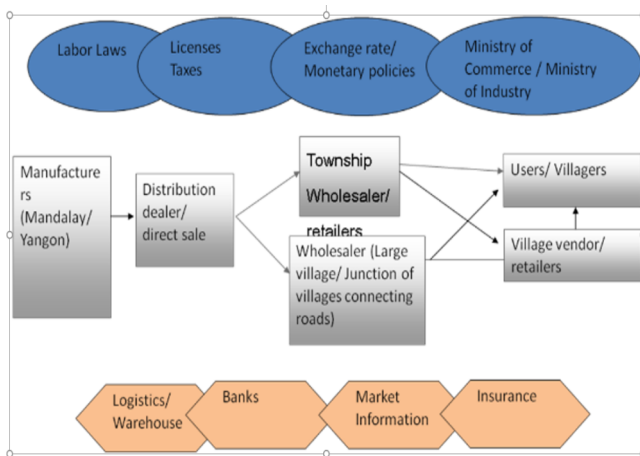 Labor Laws
Licenses
Taxes
Exchange rate/
Monetary policies
Ministry of
Commerce / Ministry
of Industry
Manufacture
rs
(Mandalay/
Yangon)
Distribution
dealer/
direct sale
Township
Wholesaler/
retailers
Wholesaler (Large
village/ Junction of
villages connecting
roads)
Users/ Villagers
Village vendor/
retailers
Logistics/
Warehouse
Banks
Market
Information
Insurance